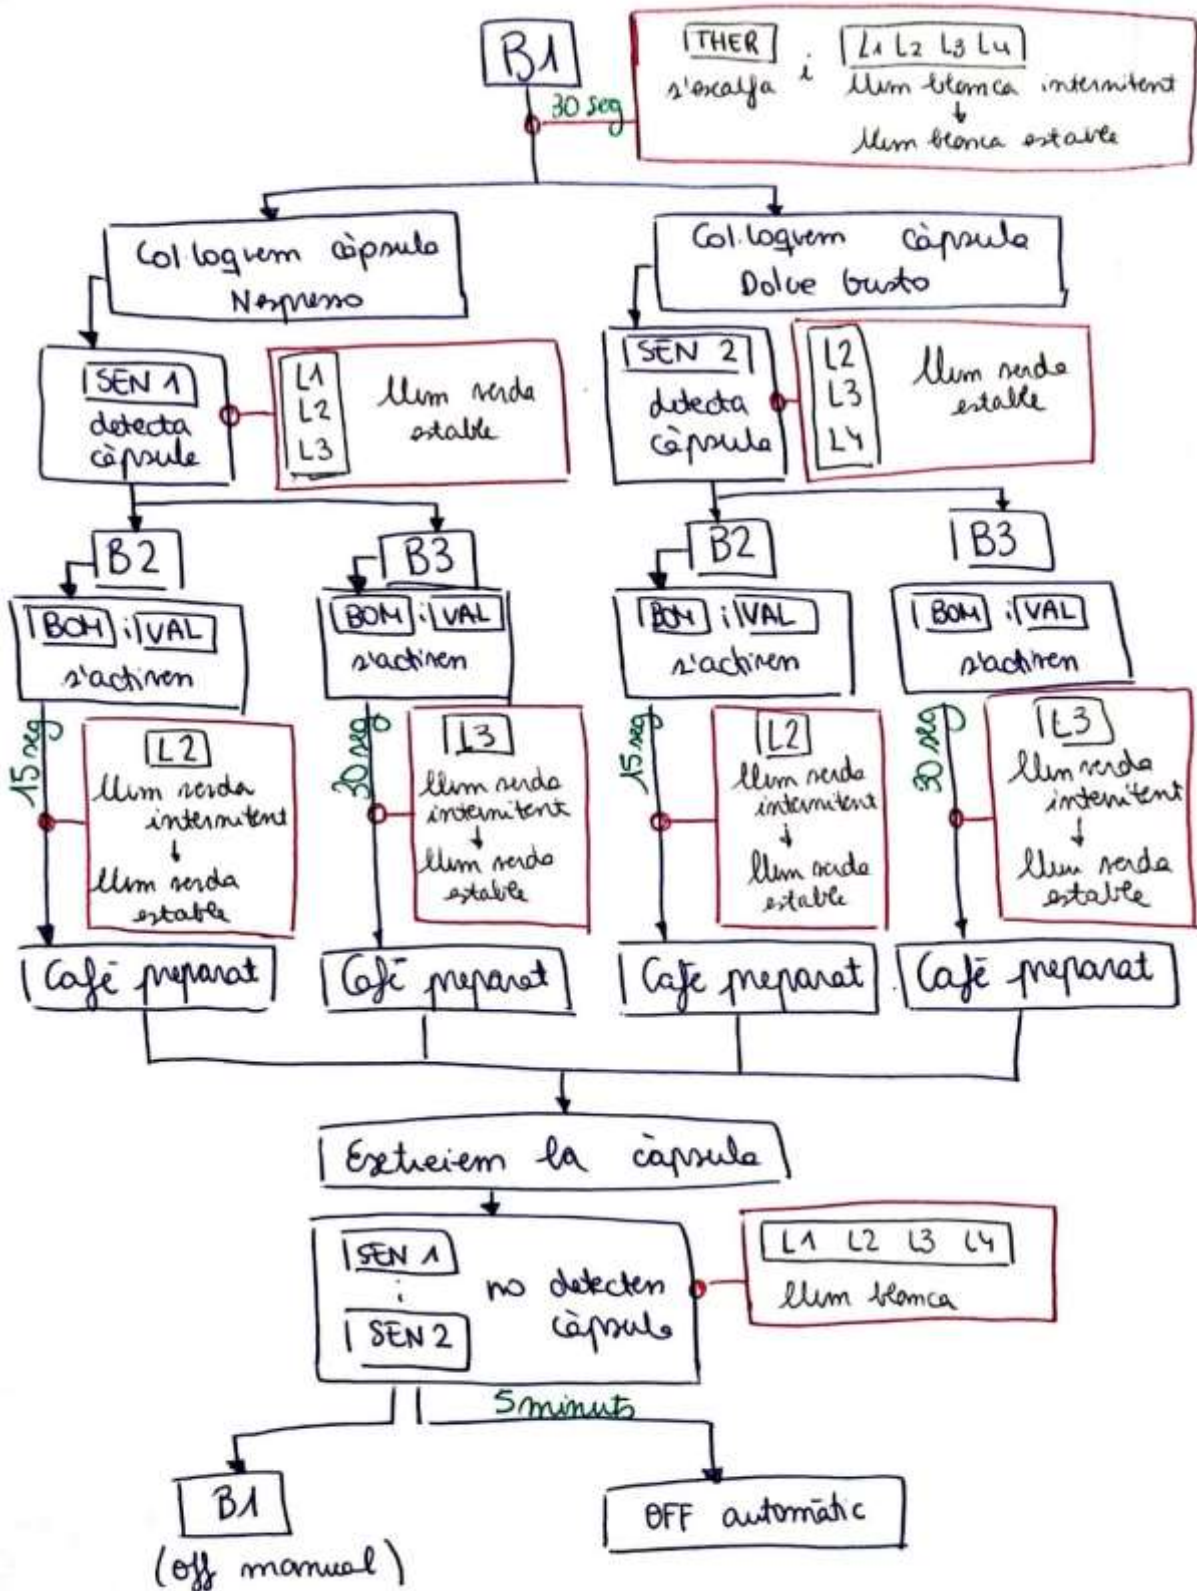 B1
30 seg
THER i L1 L2 L3 L4
s'escalfa llum blanca intermitent
llum blanca estable
Col·loquem càpsula
Nespresso
Col·loquem càpsula
Dolce Gusto
SEN 1
detecta
càpsula
L1
L2
L3
llum verda
estable
SEN 2
detecta
càpsula
L2
L3
L4
llum verda
estable
B2
B3
B2
B3
BOM i VAL
s'activen
BOM i VAL
s'activen
BOM i VAL
s'activen
BOM i VAL
s'activen
15 seg
L2
llum verda
intermitent
llum verda
estable
30 seg
L3
llum verda
intermitent
llum verda
estable
15 seg
L2
llum verda
intermitent
llum verda
estable
30 seg
L3
llum verda
intermitent
llum verda
estable
Cafè preparat
Cafè preparat
Cafè preparat
Cafè preparat
Extreiem la càpsula
SEN 1
i
SEN 2
no detecten
càpsula
L1 L2 L3 L4
llum blanca
5 minuts
B1
(off manual)
OFF automàtic